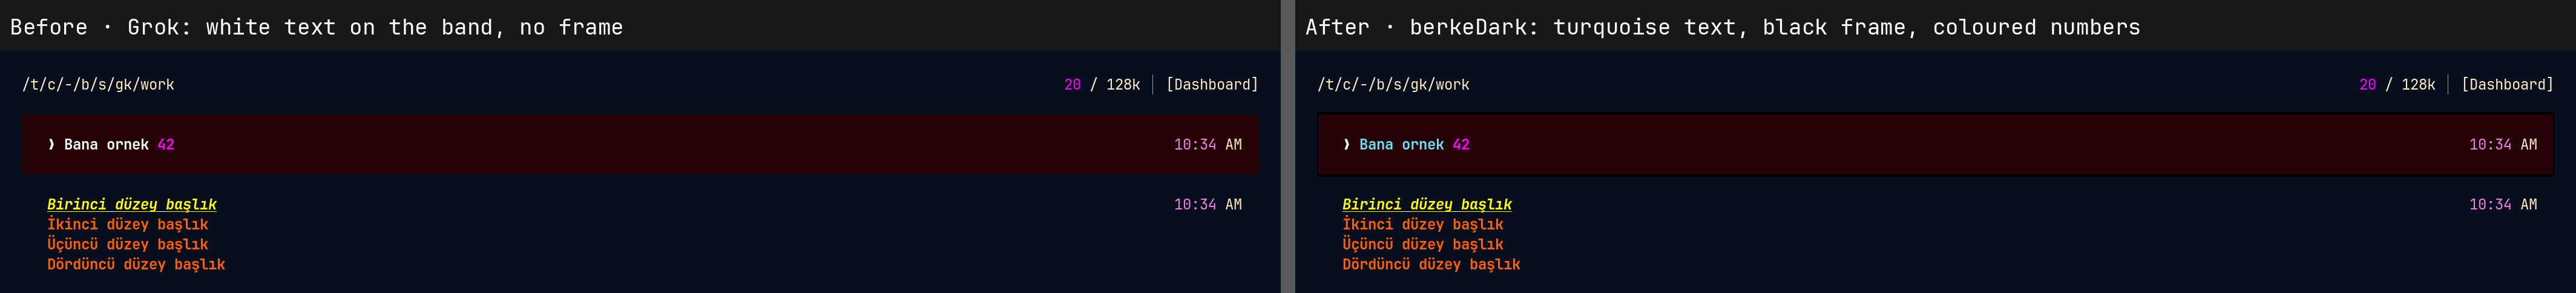 Before · Grok: white text on the band, no frame
/t/c/-/b/s/gk/work 20 / 128k │ [Dashboard]
❯ Bana ornek 42 10:34 AM
Birinci düzey başlık 10:34 AM
İkinci düzey başlık
Üçüncü düzey başlık
Dördüncü düzey başlık
After · berkeDark: turquoise text, black frame, coloured numbers
/t/c/-/b/s/gk/work 20 / 128k │ [Dashboard]
❯ Bana ornek 42 10:34 AM
Birinci düzey başlık 10:34 AM
İkinci düzey başlık
Üçüncü düzey başlık
Dördüncü düzey başlık